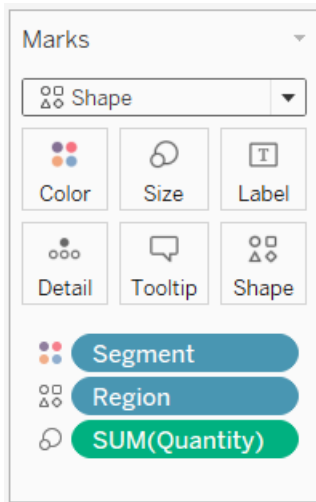 Marks
Shape
Color Size Label
Detail Tooltip Shape
Segment
Region
SUM(Quantity)